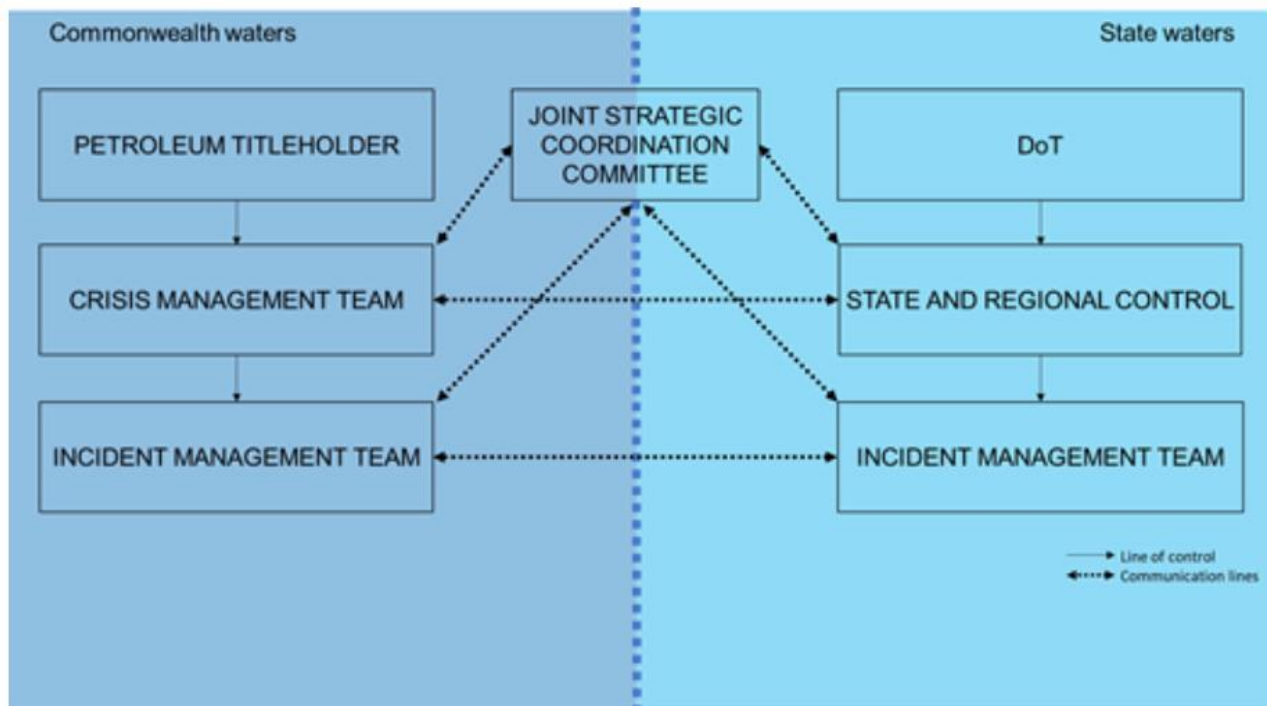 Commonwealth waters
State waters
PETROLEUM TITLEHOLDER
JOINT STRATEGIC
COORDINATION
COMMITTEE
DoT
CRISIS MANAGEMENT TEAM
STATE AND REGIONAL CONTROL
INCIDENT MANAGEMENT TEAM
INCIDENT MANAGEMENT TEAM
Line of control
Communication lines